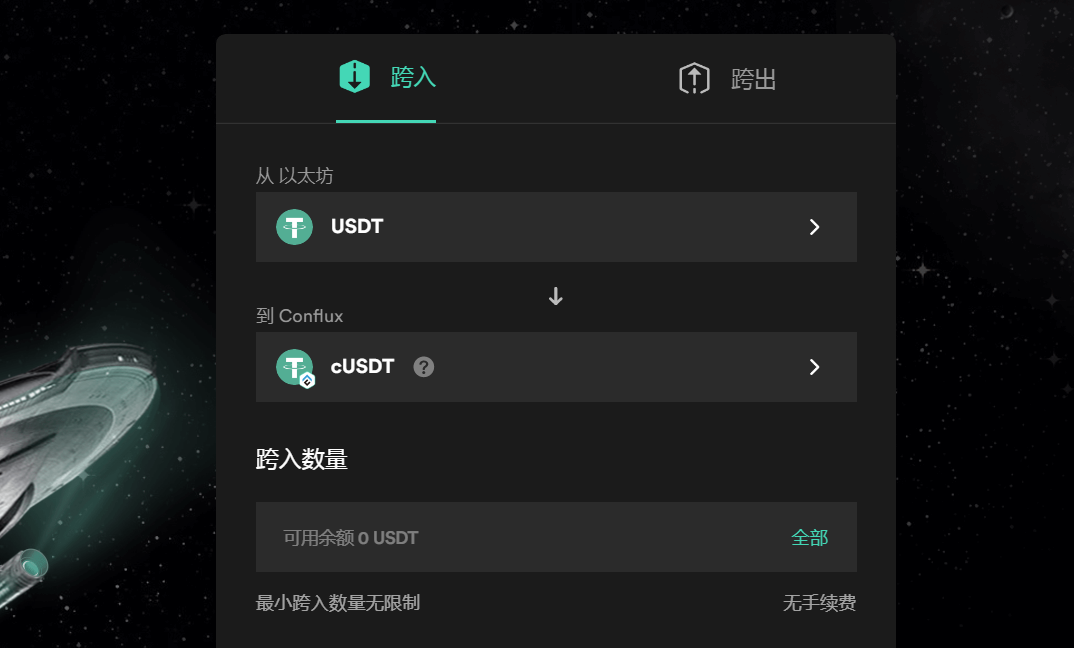 跨入 跨出
从 以太坊
USDT
到 Conflux
cUSDT ?
跨入数量
可用余额 0 USDT 全部
最小跨入数量无限制 无手续费